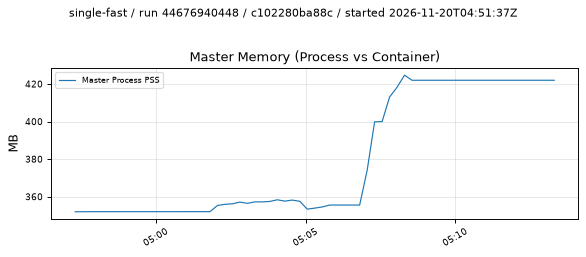 single-fast / run 44676940448 / c102280ba88c / started 2026-11-20T04:51:37Z
Master Memory (Process vs Container)
Master Process PSS
MB
420
400
380
360
05:00
05:05
05:10